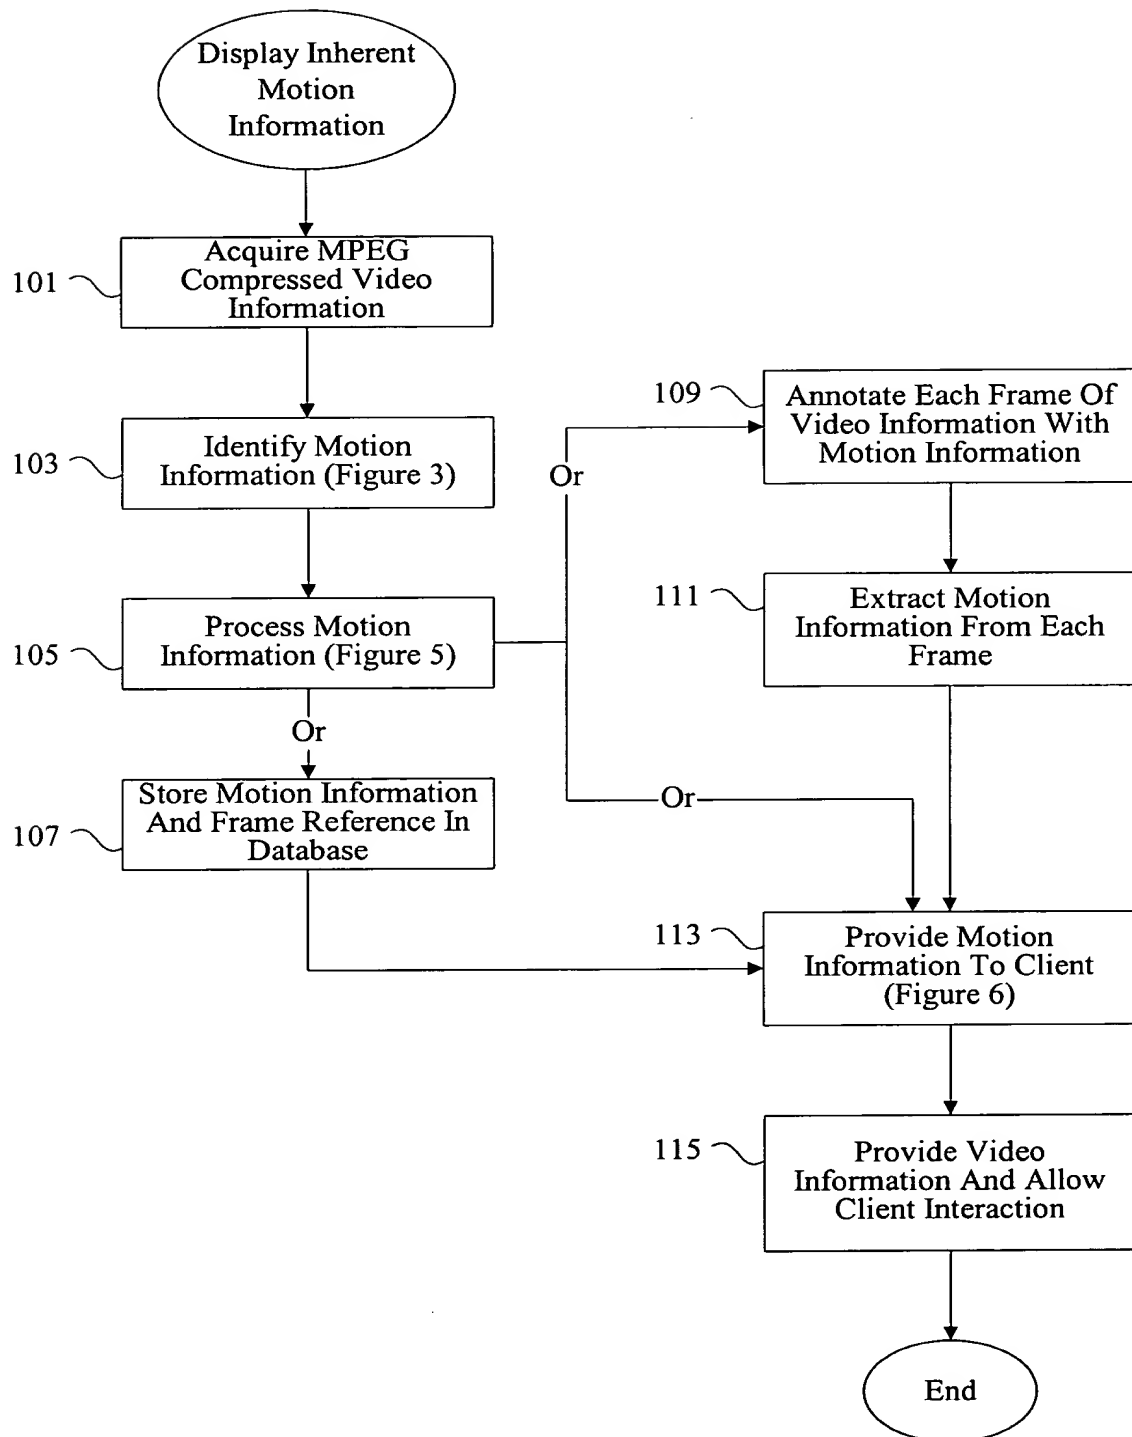 Display Inherent
Motion
Information
101
Acquire MPEG
Compressed Video
Information
103
Identify Motion
Information (Figure 3)
105
Process Motion
Information (Figure 5)
Or
107
Store Motion Information
And Frame Reference In
Database
Or
109
Annotate Each Frame Of
Video Information With
Motion Information
111
Extract Motion
Information From Each
Frame
Or
113
Provide Motion
Information To Client
(Figure 6)
115
Provide Video
Information And Allow
Client Interaction
End